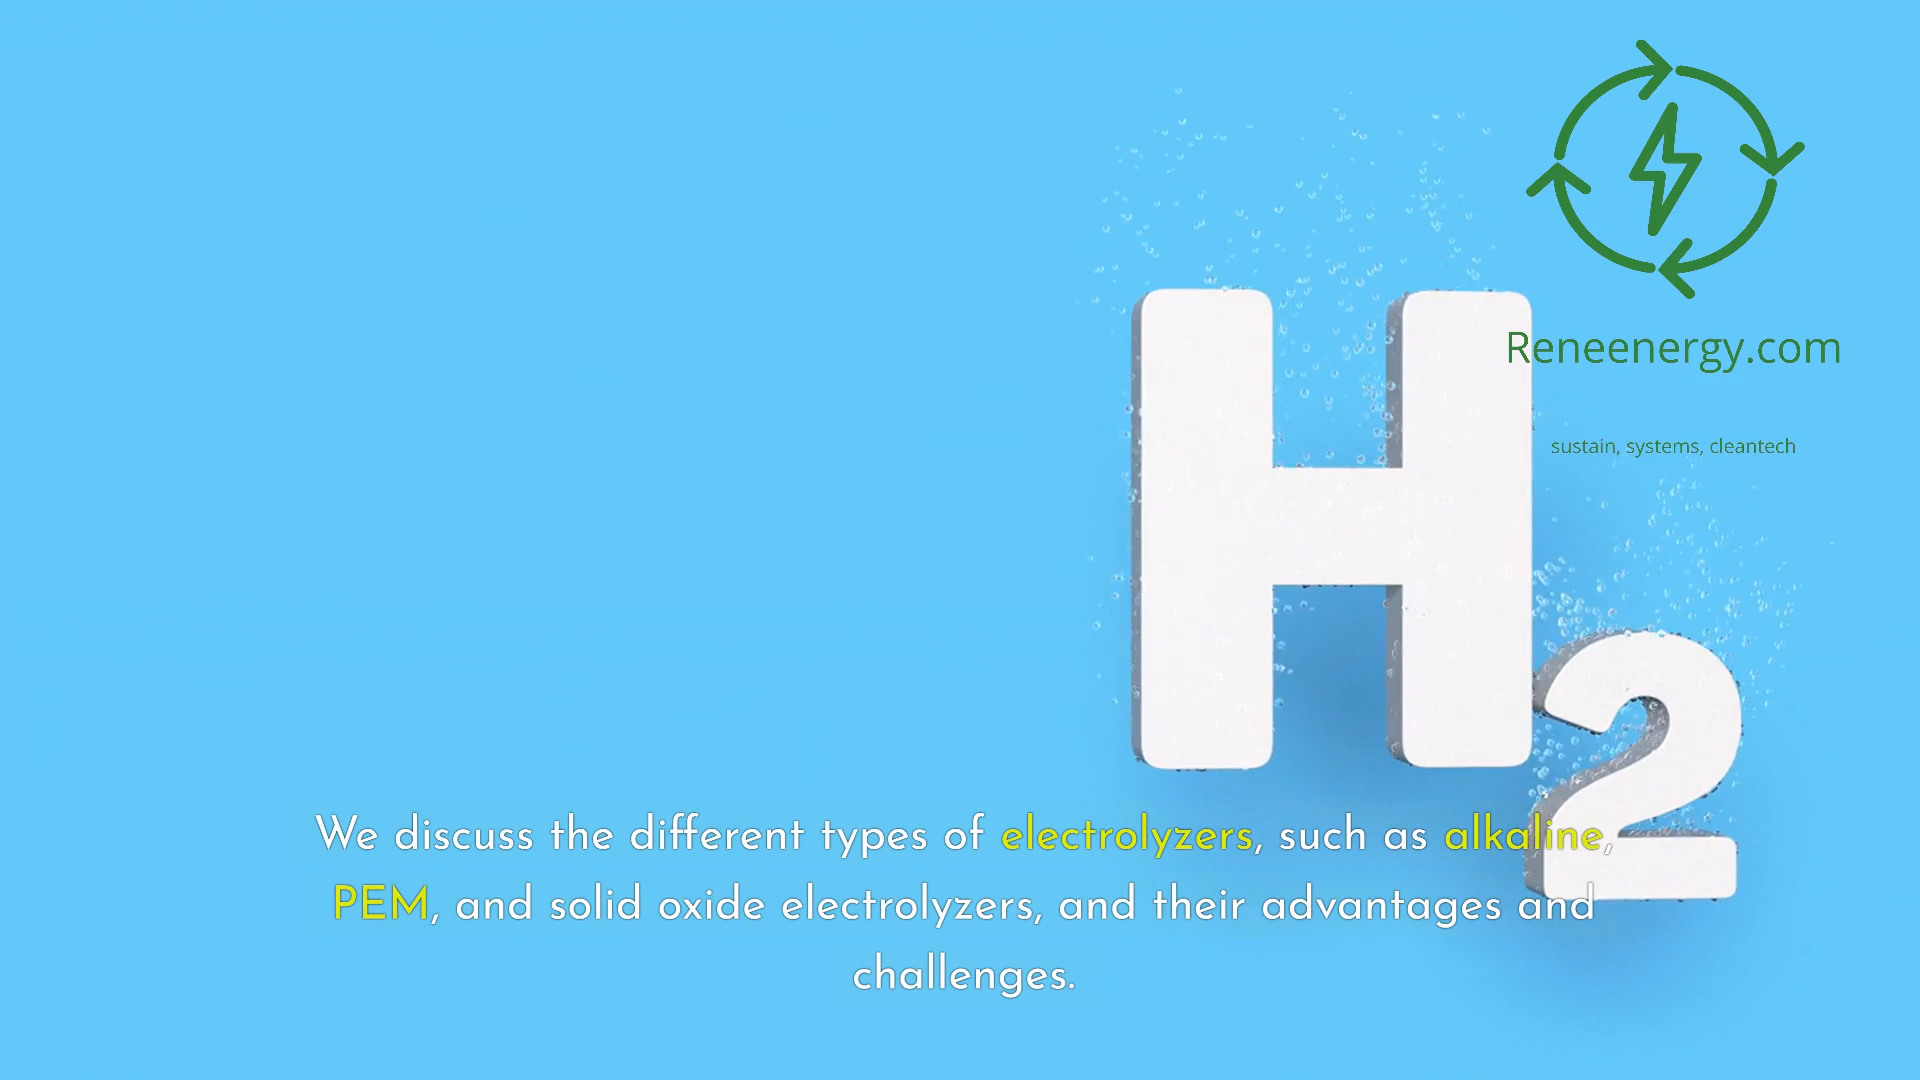 Reneenergy.com
sustain, systems, cleantech
H2
We discuss the different types of electrolyzers, such as alkaline,
PEM, and solid oxide electrolyzers, and their advantages and
challenges.